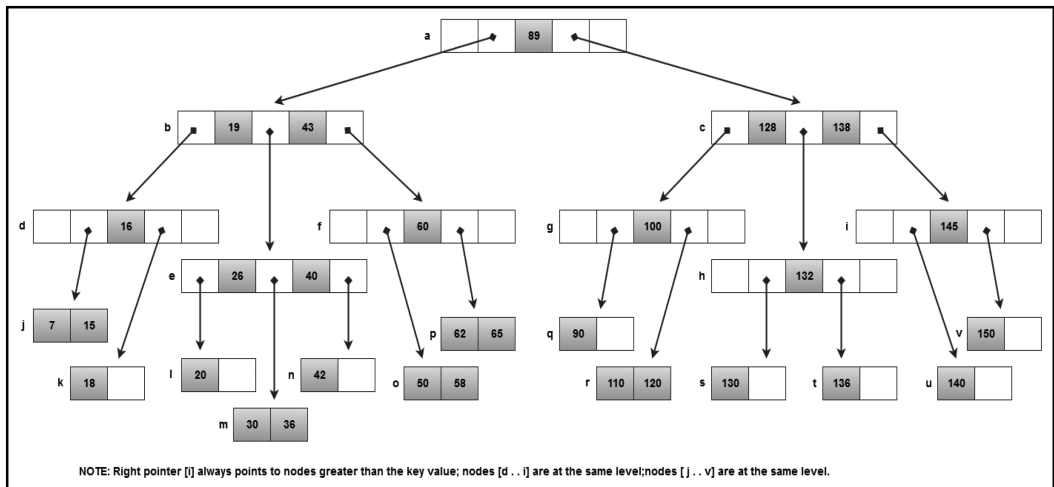 a 89
b 19 43 c 128 138
d 16 f 60 g 100 i 145
e 26 40 h 132
j 7 15 p 62 65 q 90 v 150
k 18 l 20 n 42 o 50 58 r 110 120 s 130 t 136 u 140
m 30 36
NOTE: Right pointer [i] always points to nodes greater than the key value; nodes [d . . i] are at the same level;nodes [ j . . v] are at the same level.